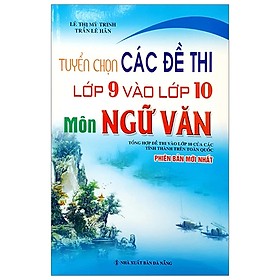 LÊ THỊ MỸ TRINH
TRẦN LÊ HÂN
TUYỂN CHỌN CÁC ĐỀ THI
LỚP 9 VÀO LỚP 10
Môn NGỮ VĂN
TỔNG HỢP ĐỀ THI VÀO LỚP 10 CỦA CÁC
TỈNH THÀNH TRÊN TOÀN QUỐC
PHIÊN BẢN MỚI NHẤT
NHÀ XUẤT BẢN ĐÀ NẴNG